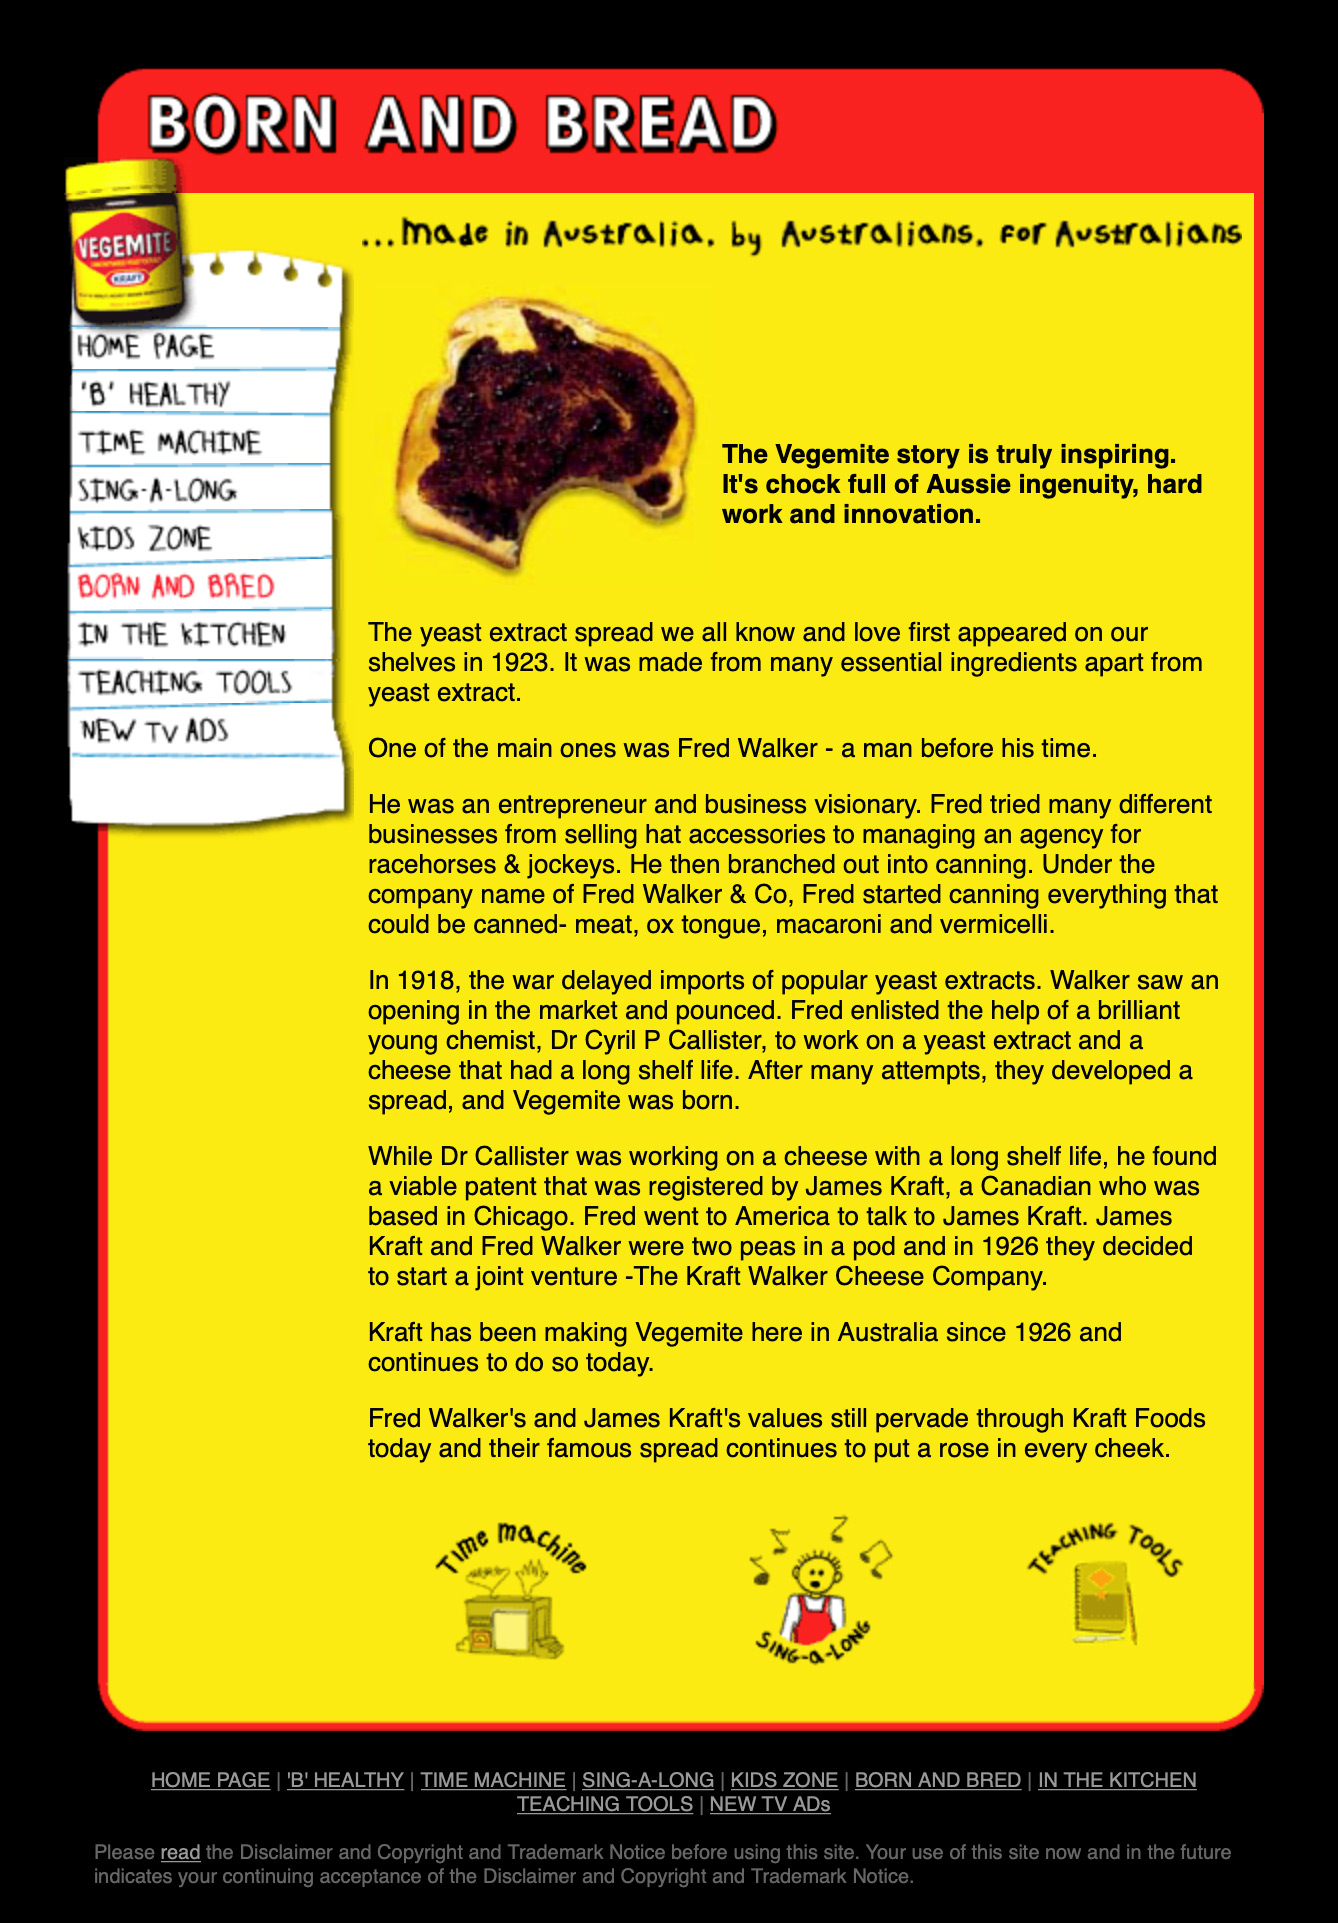 BORN AND BREAD
...made in Australia, by Australians, for Australians
VEGEMITE
KRAFT
HOME PAGE
'B' HEALTHY
TIME MACHINE
SING-A-LONG
KIDS ZONE
BORN AND BRED
IN THE KITCHEN
TEACHING TOOLS
NEW TV ADS
The Vegemite story is truly inspiring.
It's chock full of Aussie ingenuity, hard
work and innovation.
The yeast extract spread we all know and love first appeared on our
shelves in 1923. It was made from many essential ingredients apart from
yeast extract.
One of the main ones was Fred Walker - a man before his time.
He was an entrepreneur and business visionary. Fred tried many different
businesses from selling hat accessories to managing an agency for
racehorses & jockeys. He then branched out into canning. Under the
company name of Fred Walker & Co, Fred started canning everything that
could be canned- meat, ox tongue, macaroni and vermicelli.
In 1918, the war delayed imports of popular yeast extracts. Walker saw an
opening in the market and pounced. Fred enlisted the help of a brilliant
young chemist, Dr Cyril P Callister, to work on a yeast extract and a
cheese that had a long shelf life. After many attempts, they developed a
spread, and Vegemite was born.
While Dr Callister was working on a cheese with a long shelf life, he found
a viable patent that was registered by James Kraft, a Canadian who was
based in Chicago. Fred went to America to talk to James Kraft. James
Kraft and Fred Walker were two peas in a pod and in 1926 they decided
to start a joint venture -The Kraft Walker Cheese Company.
Kraft has been making Vegemite here in Australia since 1926 and
continues to do so today.
Fred Walker's and James Kraft's values still pervade through Kraft Foods
today and their famous spread continues to put a rose in every cheek.
Time machine
SING-a-LONG
TEACHING TOOLS
HOME PAGE | 'B' HEALTHY | TIME MACHINE | SING-A-LONG | KIDS ZONE | BORN AND BRED | IN THE KITCHEN
TEACHING TOOLS | NEW TV ADs
Please read the Disclaimer and Copyright and Trademark Notice before using this site. Your use of this site now and in the future
indicates your continuing acceptance of the Disclaimer and Copyright and Trademark Notice.